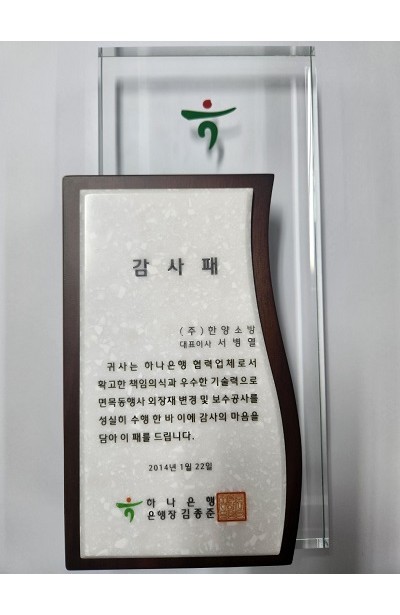 감사패
(주)한양소방
대표이사 서병열
귀사는 하나은행 협력업체로서
확고한 책임의식과 우수한 기술력으로
면목동행사 외장재 변경 및 보수공사를
성실히 수행 한 바 이에 감사의 마음을
담아 이 패를 드립니다.
2014년 1월 22일
하나은행
은행장 김종준